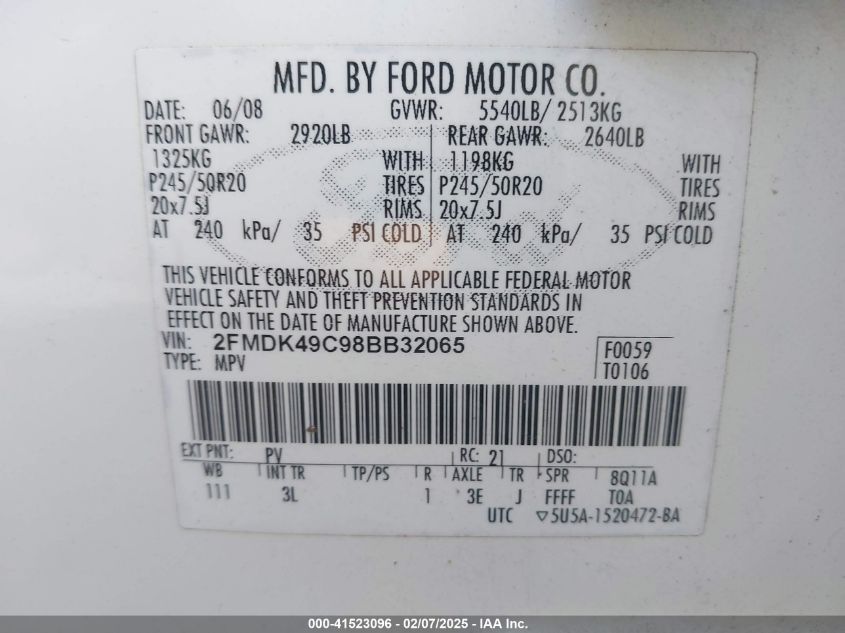 MFD. BY FORD MOTOR CO.
DATE: 06/08 GVWR: 5540LB/ 2513KG
FRONT GAWR: 2920LB REAR GAWR: 2640LB
1325KG WITH 1198KG WITH
P245/50R20 TIRES P245/50R20 TIRES
20x7.5J RIMS 20x7.5J RIMS
AT 240 kPa/ 35 PSI COLD AT 240 kPa/ 35 PSI COLD
THIS VEHICLE CONFORMS TO ALL APPLICABLE FEDERAL MOTOR
VEHICLE SAFETY AND THEFT PREVENTION STANDARDS IN
EFFECT ON THE DATE OF MANUFACTURE SHOWN ABOVE.
VIN: 2FMDK49C98BB32065 F0059
TYPE: MPV T0106
EXT PNT: PV RC: 21 DSO:
WB INT TR TP/PS R AXLE TR SPR 8Q11A
111 3L 1 3E J FFFF TOA
UTC ▽5U5A-1520472-BA
000-41523096 - 02/07/2025 - IAA Inc.